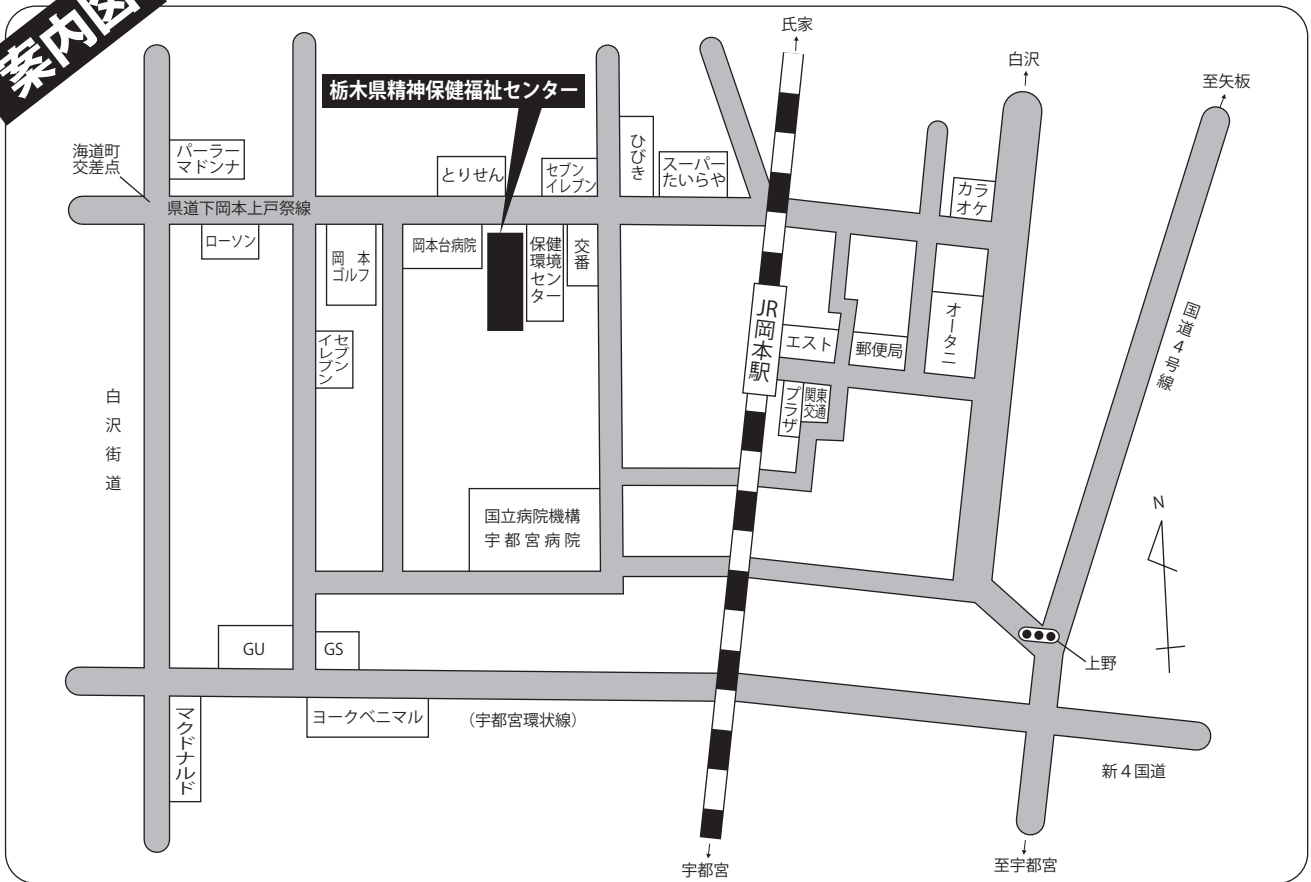 案内図
氏家
白沢
至矢板
栃木県精神保健福祉センター
海道町
交差点
パーラー
マドンナ
とりせん
セブン
イレブン
ひびき
スーパー
たいらや
カラ
オケ
県道下岡本上戸祭線
ローソン
岡本
ゴルフ
岡本台病院
保健
環境
センター
交番
セブン
イレブン
JR岡本駅
エスト
郵便局
オータニ
国道4号線
プラザ
関東
交通
白沢街道
国立病院機構
宇都宮病院
N
GU
GS
上野
マクドナルド
ヨークベニマル
（宇都宮環状線）
新4国道
宇都宮
至宇都宮